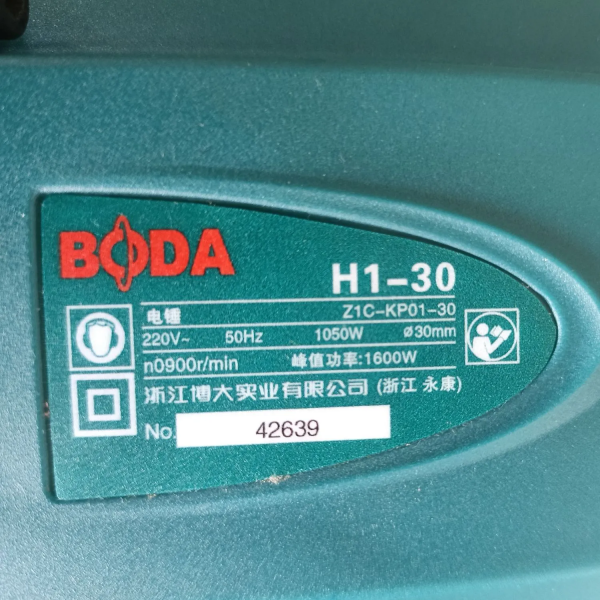 BODA
H1-30
电锤 Z1C-KP01-30
220V~ 50Hz 1050W ø30mm
n0900r/min 峰值功率:1600W
浙江博大实业有限公司 (浙江 永康)
No. 42639